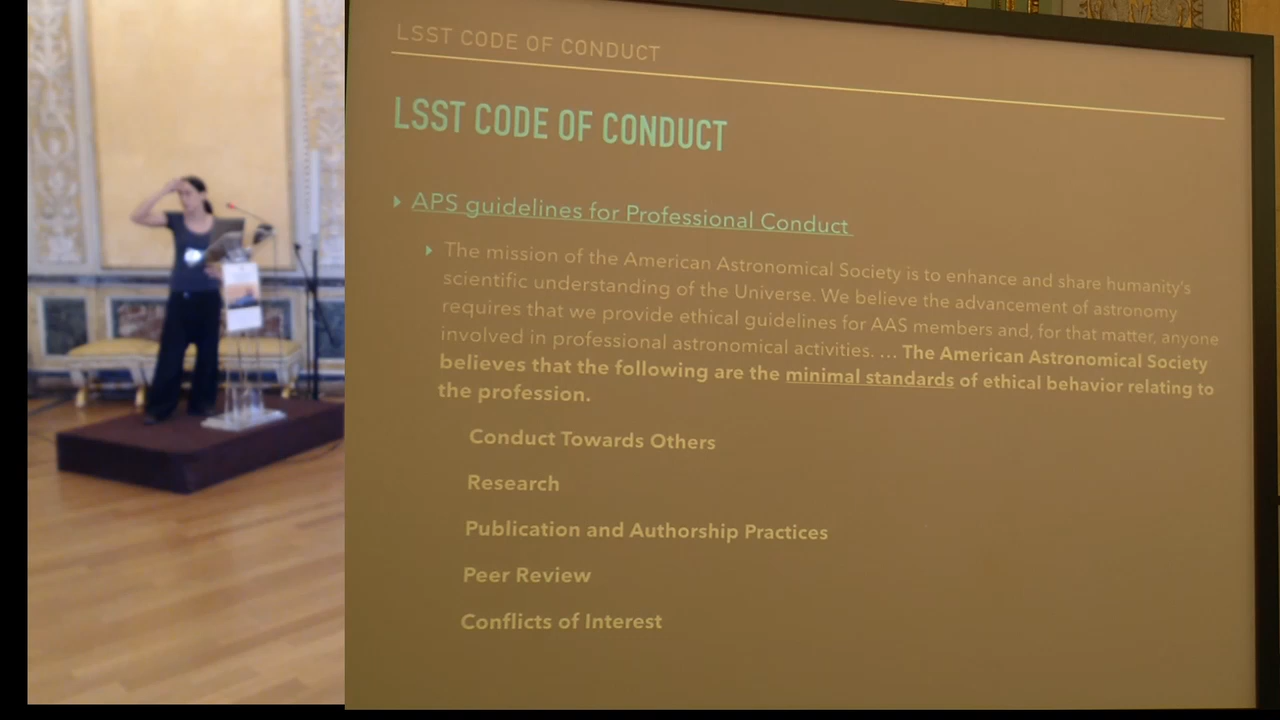 LSST CODE OF CONDUCT
LSST CODE OF CONDUCT
APS guidelines for Professional Conduct
The mission of the American Astronomical Society is to enhance and share humanity's
scientific understanding of the Universe. We believe the advancement of astronomy
requires that we provide ethical guidelines for AAS members and, for that matter, anyone
involved in professional astronomical activities. ... The American Astronomical Society
believes that the following are the minimal standards of ethical behavior relating to
the profession.
Conduct Towards Others
Research
Publication and Authorship Practices
Peer Review
Conflicts of Interest